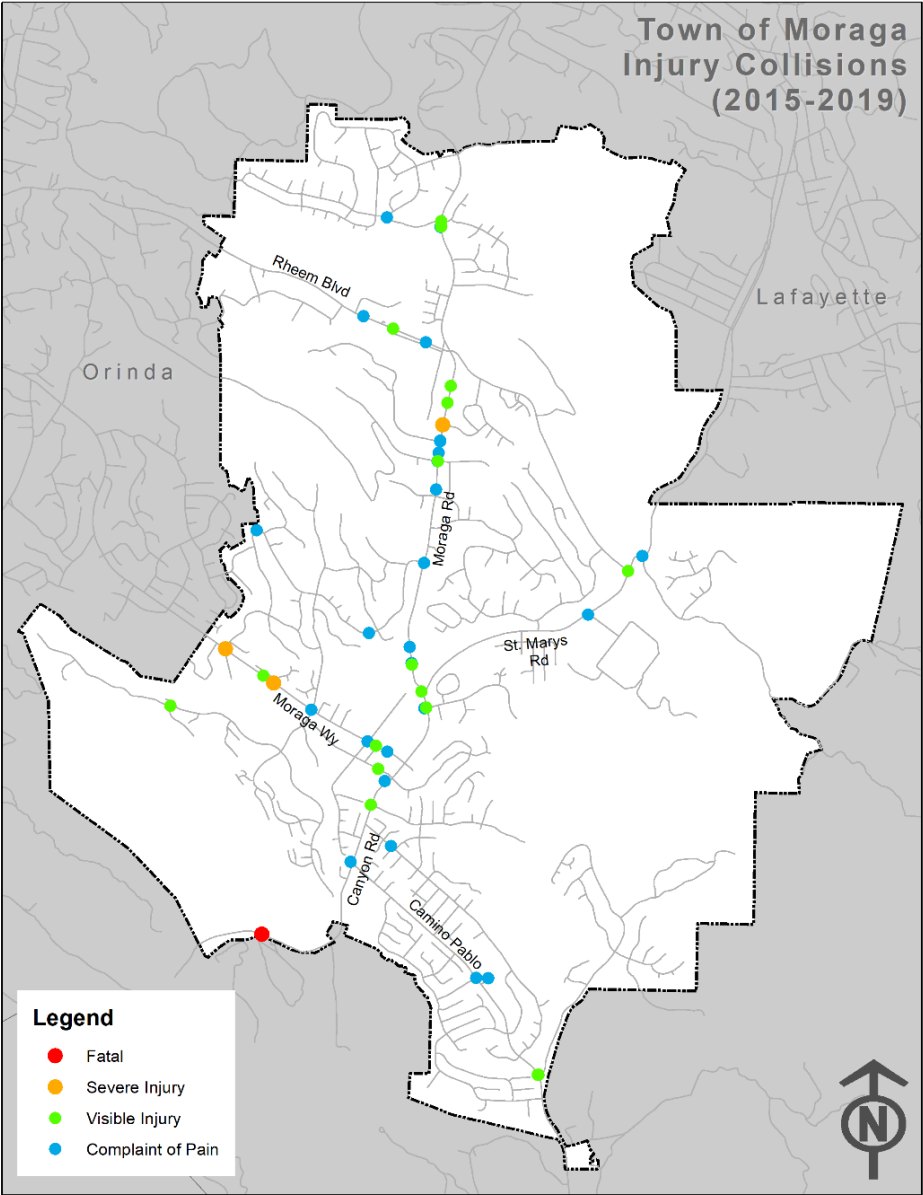 Town of Moraga
Injury Collisions
(2015-2019)
Rheem Blvd
Lafayette
Orinda
Moraga Rd
St. Marys
Rd
Moraga Wy
Canyon Rd
Camino Pablo
Legend
Fatal
Severe Injury
Visible Injury
Complaint of Pain
N